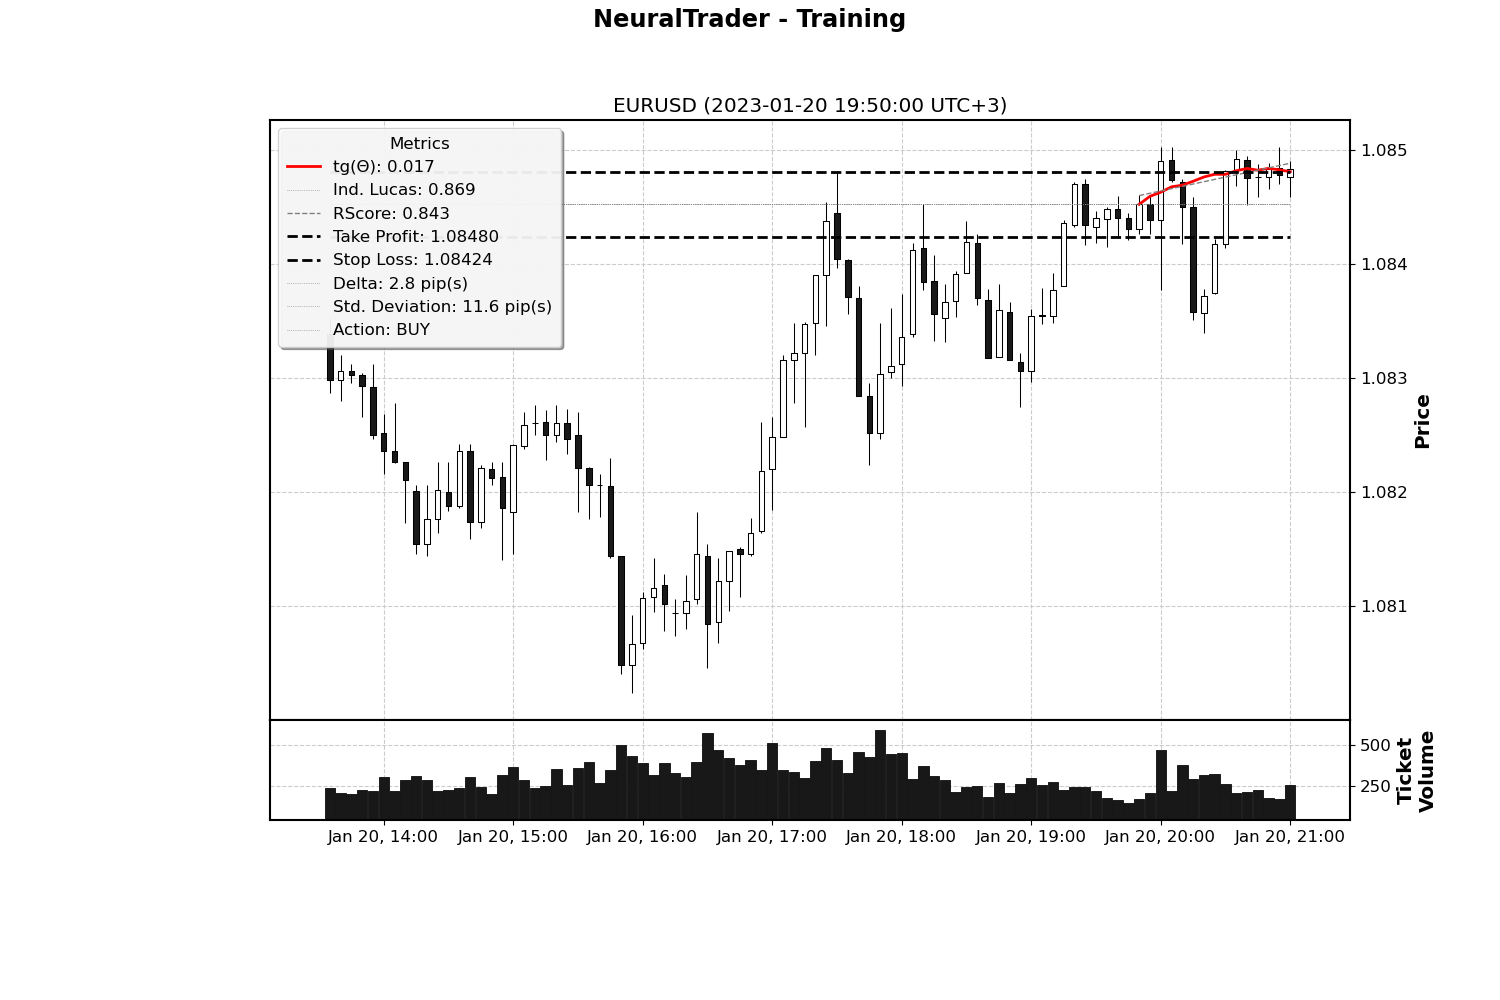 NeuralTrader - Training
EURUSD (2023-01-20 19:50:00 UTC+3)
Metrics
tg(Θ): 0.017
Ind. Lucas: 0.869
RScore: 0.843
Take Profit: 1.08480
Stop Loss: 1.08424
Delta: 2.8 pip(s)
Std. Deviation: 11.6 pip(s)
Action: BUY
1.085
1.084
1.083
1.082
1.081
Price
500
250
Ticket
Volume
Jan 20, 14:00 Jan 20, 15:00 Jan 20, 16:00 Jan 20, 17:00 Jan 20, 18:00 Jan 20, 19:00 Jan 20, 20:00 Jan 20, 21:00